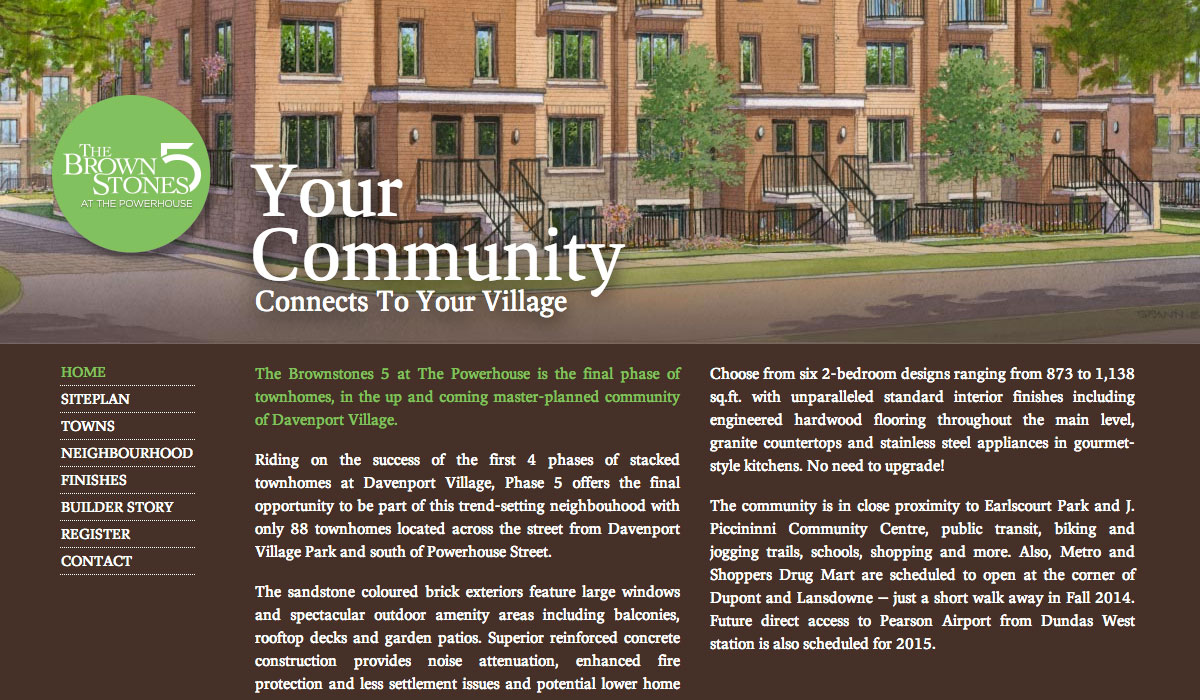 THE
BROWN 5
STONES
AT THE POWERHOUSE
Your
Community
Connects To Your Village
HOME
SITEPLAN
TOWNS
NEIGHBOURHOOD
FINISHES
BUILDER STORY
REGISTER
CONTACT
The Brownstones 5 at The Powerhouse is the final phase of
townhomes, in the up and coming master-planned community
of Davenport Village.
Riding on the success of the first 4 phases of stacked
townhomes at Davenport Village, Phase 5 offers the final
opportunity to be part of this trend-setting neighbouhood with
only 88 townhomes located across the street from Davenport
Village Park and south of Powerhouse Street.
The sandstone coloured brick exteriors feature large windows
and spectacular outdoor amenity areas including balconies,
rooftop decks and garden patios. Superior reinforced concrete
construction provides noise attenuation, enhanced fire
protection and less settlement issues and potential lower home
Choose from six 2-bedroom designs ranging from 873 to 1,138
sq.ft. with unparalleled standard interior finishes including
engineered hardwood flooring throughout the main level,
granite countertops and stainless steel appliances in gourmet-
style kitchens. No need to upgrade!
The community is in close proximity to Earlscourt Park and J.
Piccininni Community Centre, public transit, biking and
jogging trails, schools, shopping and more. Also, Metro and
Shoppers Drug Mart are scheduled to open at the corner of
Dupont and Lansdowne – just a short walk away in Fall 2014.
Future direct access to Pearson Airport from Dundas West
station is also scheduled for 2015.